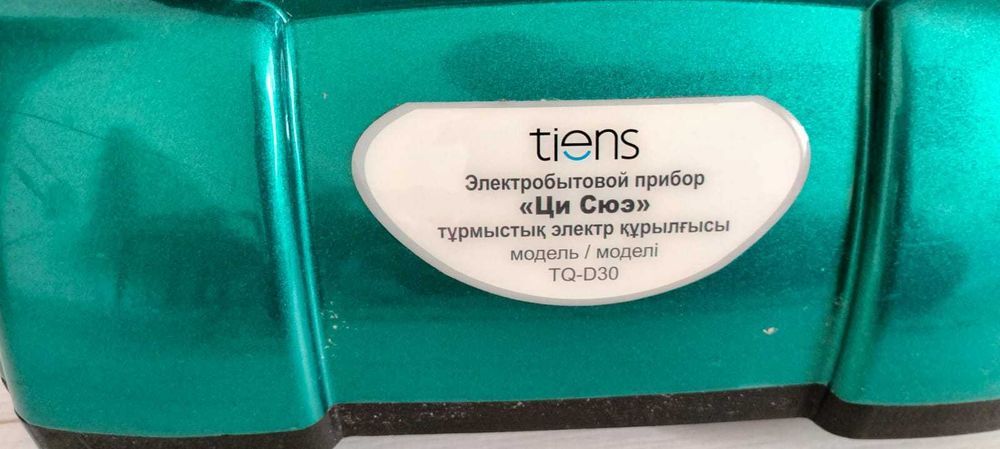 tiens
Электробытовой прибор
«Ци Сюэ»
тұрмыстық электр құрылғысы
модель / моделі
TQ-D30